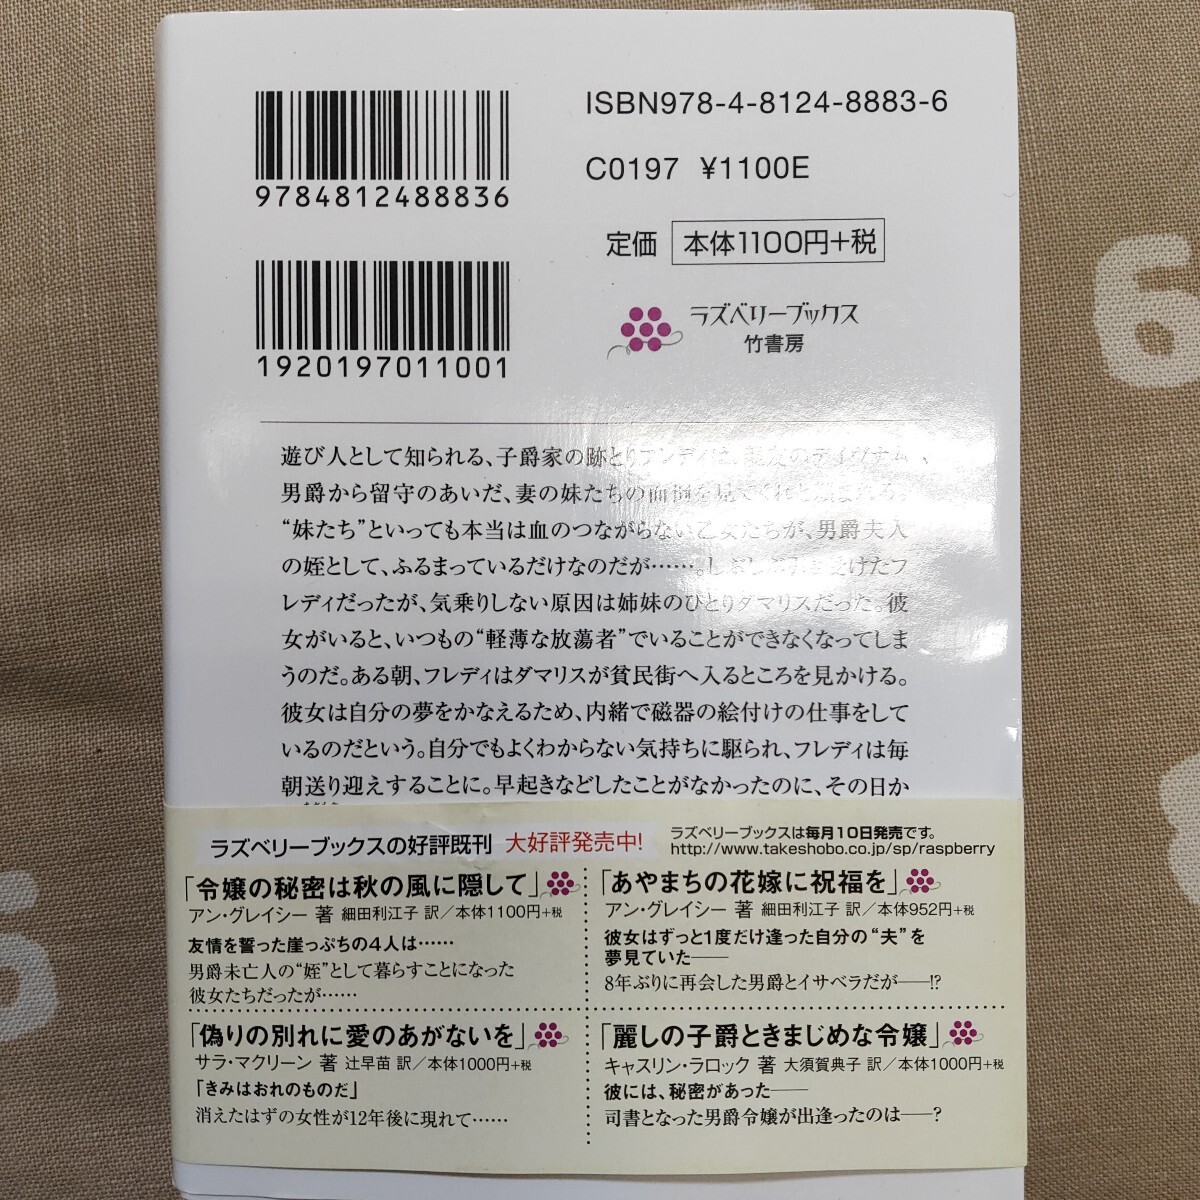 ISBN978-4-8124-8883-6
9784812488836
C0197 ¥1100E
定価 本体1100円+税
ラズベリーブックス
竹書房
1920197011001
遊び人として知られる、子爵家の跡とりフレディは、親友のデイヴナム
男爵から留守のあいだ、妻の妹たちの面倒を見てくれと頼まれる。
“妹たち”といっても本当は血のつながらない乙女たちが、男爵夫人
の姪として、ふるまっているだけなのだが……。しぶしぶ引き受けたフ
レディだったが、気乗りしない原因は姉妹のひとりダマリスだった。彼
女がいると、いつもの“軽薄な放蕩者”でいることができなくなってしま
うのだ。ある朝、フレディはダマリスが貧民街へ入るところを見かける。
彼女は自分の夢をかなえるため、内緒で磁器の絵付けの仕事をして
いるのだという。自分でもよくわからない気持ちに駆られ、フレディは毎
朝送り迎えすることに。早起きなどしたことがなかったのに、その日か
ラズベリーブックスの好評既刊 大好評発売中!
ラズベリーブックスは毎月10日発売です。
http://www.takeshobo.co.jp/sp/raspberry
「令嬢の秘密は秋の風に隠して」
アン・グレイシー 著 細田利江子 訳/本体1100円+税
友情を誓った崖っぷちの4人は……
男爵未亡人の“姪”として暮らすことになった
彼女たちだったが……
「あやまちの花嫁に祝福を」
アン・グレイシー 著 細田利江子 訳/本体952円+税
彼女はずっと1度だけ逢った自分の“夫”を
夢見ていた――
8年ぶりに再会した男爵とイサベラだが――!?
「偽りの別れに愛のあがないを」
サラ・マクリーン 著 辻早苗 訳/本体1000円+税
「きみはおれのものだ」
消えたはずの女性が12年後に現れて……
「麗しの子爵ときまじめな令嬢」
キャスリン・ラロック 著 大須賀典子 訳/本体1000円+税
彼には、秘密があった――
司書となった男爵令嬢が出逢ったのは――?
6